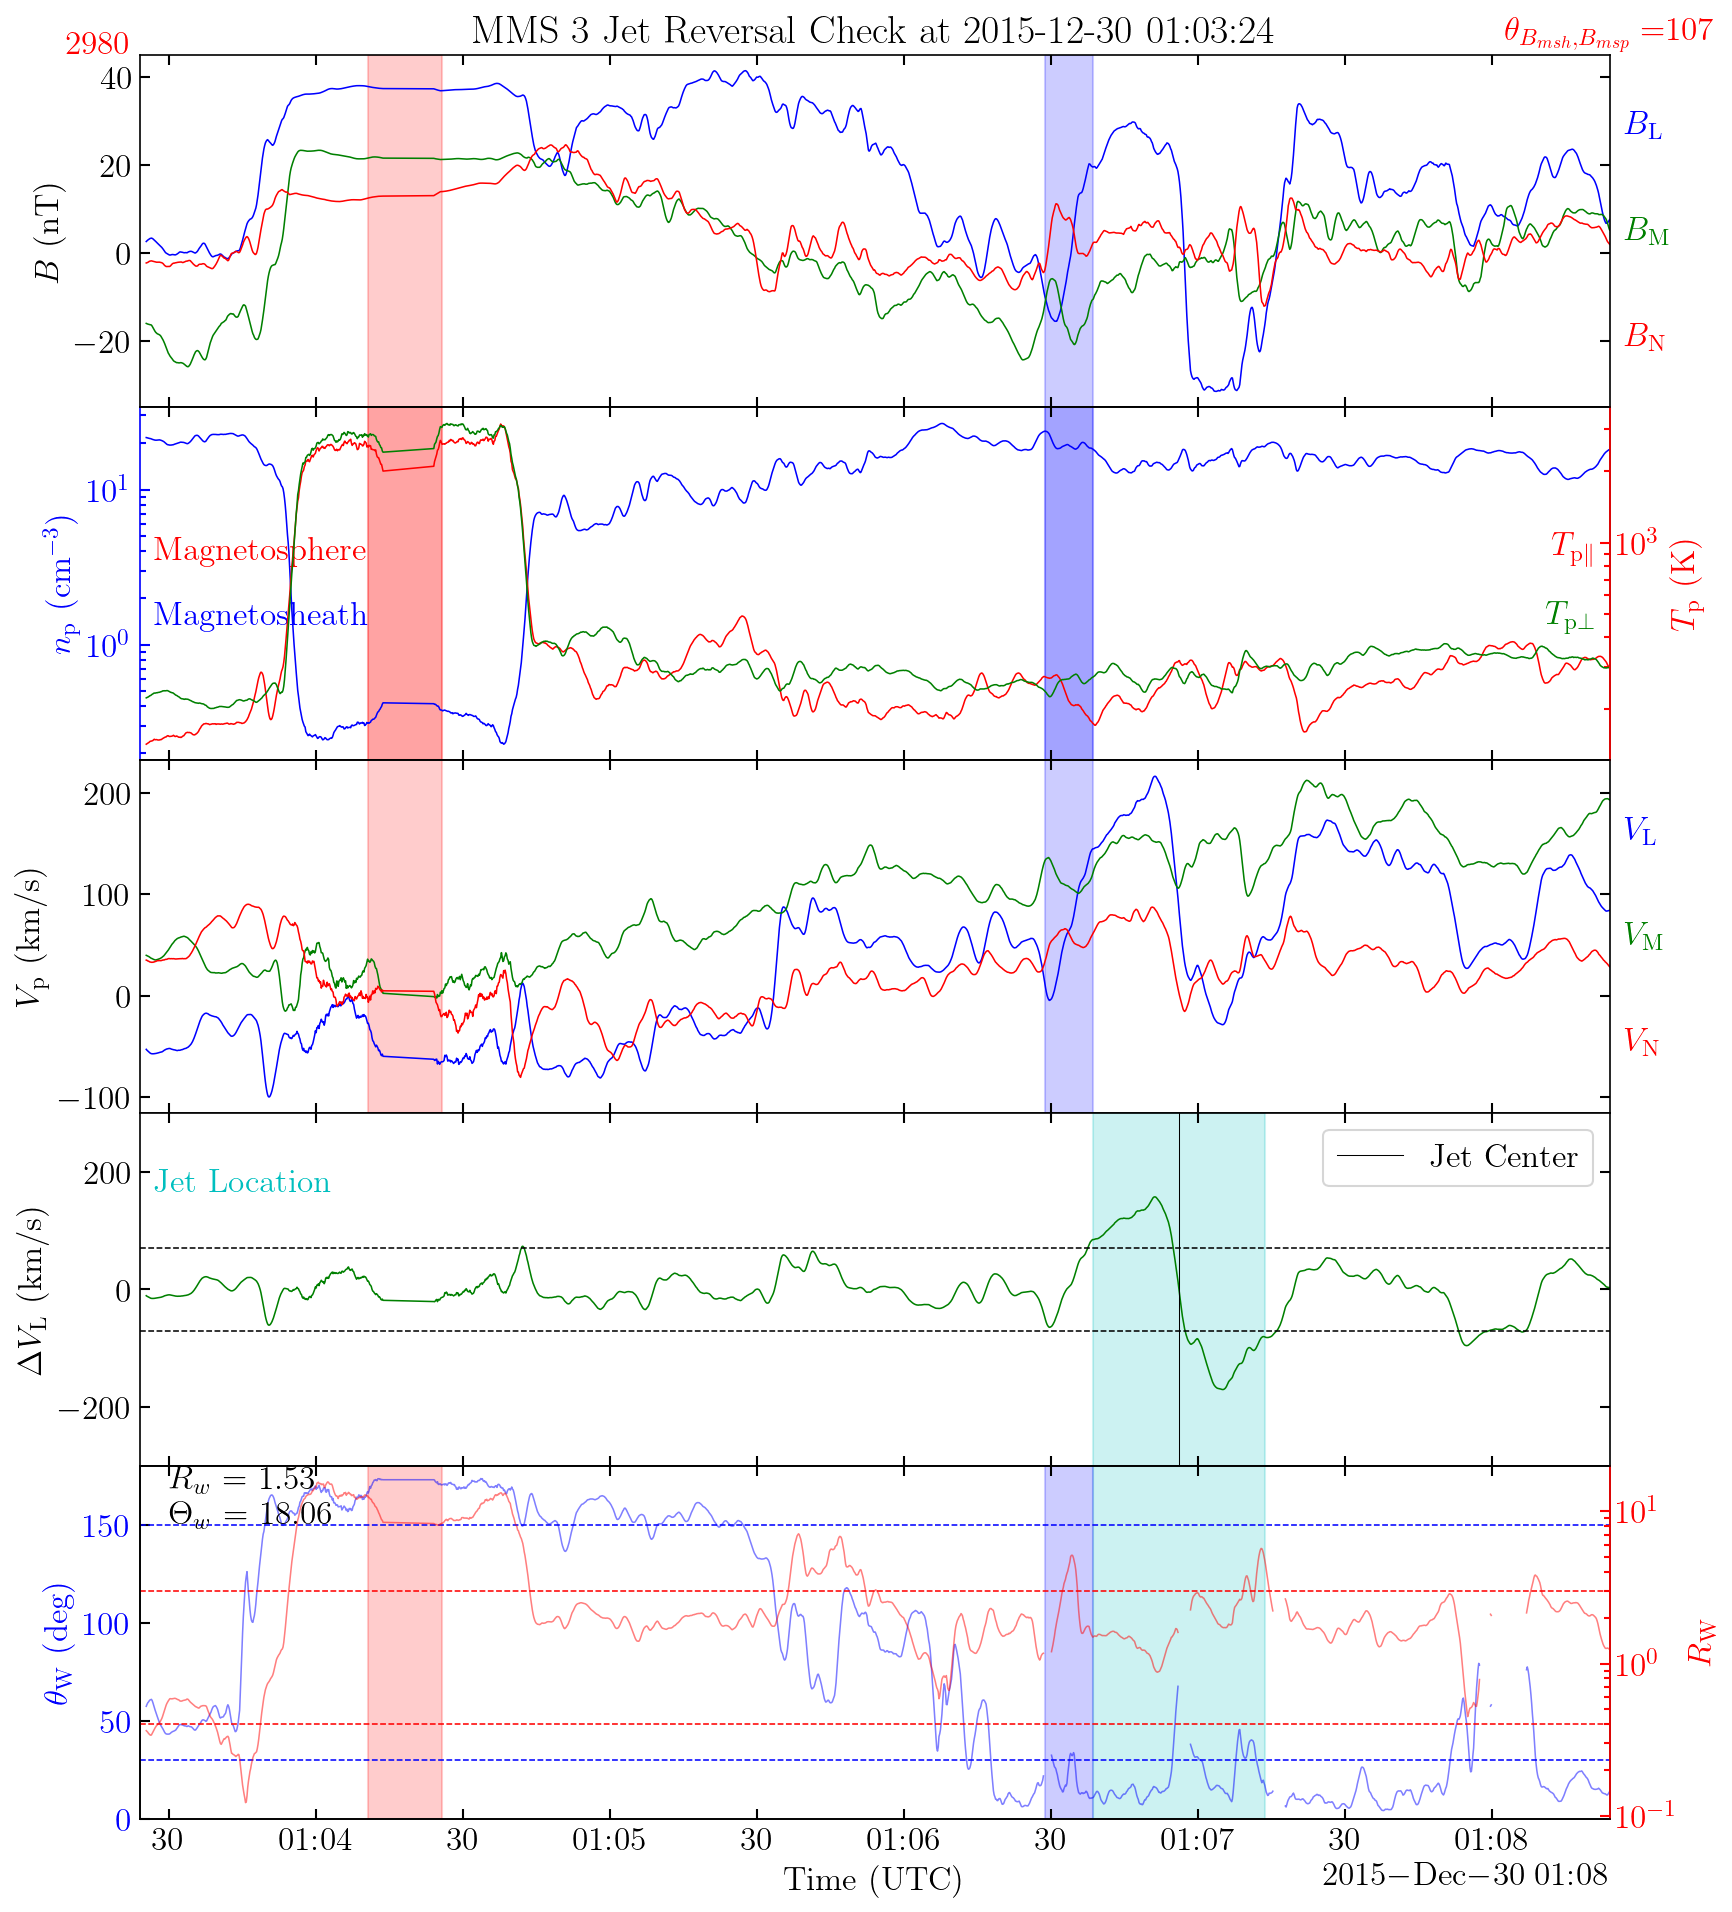 MMS 3 Jet Reversal Check at 2015-12-30 01:03:24
2980
θ_{B_{msh},B_{msp}} =107
40
20
0
−20
B (nT)
B_L
B_M
B_N
10^1
10^0
n_p (cm^{−3})
Magnetosphere
Magnetosheath
T_{p∥}
T_{p⊥}
10^3
T_p (K)
200
100
0
−100
V_p (km/s)
V_L
V_M
V_N
200
0
−200
ΔV_L (km/s)
Jet Location
Jet Center
R_w = 1.53
Θ_w = 18.06
150
100
50
0
θ_W (deg)
10^1
10^0
10^{−1}
R_W
30 01:04 30 01:05 30 01:06 30 01:07 30 01:08
Time (UTC)
2015−Dec−30 01:08